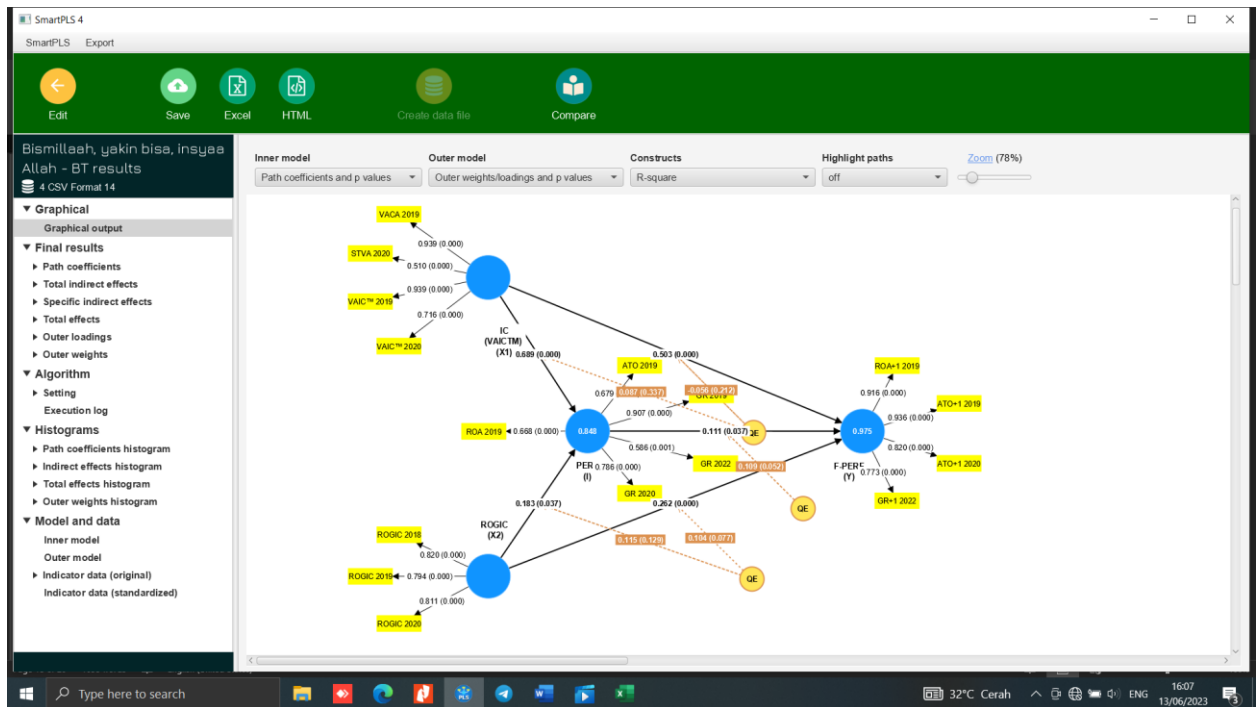 SmartPLS 4
SmartPLS Export
Edit Save Excel HTML Create data file Compare
Bismillaah, yakin bisa, insyaa
Allah - BT results
4 CSV Format 14
Graphical
Graphical output
Final results
Path coefficients
Total indirect effects
Specific indirect effects
Total effects
Outer loadings
Outer weights
Algorithm
Setting
Execution log
Histograms
Path coefficients histogram
Indirect effects histogram
Total effects histogram
Outer weights histogram
Model and data
Inner model
Outer model
Indicator data (original)
Indicator data (standardized)
Inner model Outer model Constructs Highlight paths Zoom (78%)
Path coefficients and p values Outer weights/loadings and p values R-square off
VACA 2019
0.939 (0.000)
STVA 2020
0.510 (0.000)
0.939 (0.000)
VAIC™ 2019
0.716 (0.000)
VAIC™ 2020
IC
(VAICTM)
(X1)
0.689 (0.000)
0.503 (0.000)
ATO 2019
0.679
0.087 (0.337)
-0.056 (0.212)
GR 2019
0.907 (0.000)
ROA 2019
0.668 (0.000)
0.848
0.111 (0.037)
QE
0.586 (0.001)
GR 2022
0.109 (0.052)
PER
(I)
0.786 (0.000)
GR 2020
ROA+1 2019
0.916 (0.000)
ATO+1 2019
0.936 (0.000)
0.975
0.820 (0.000)
ATO+1 2020
F-PERF
(Y)
0.773 (0.000)
GR+1 2022
0.183 (0.037)
0.262 (0.000)
QE
ROGIC
(X2)
ROGIC 2018
0.820 (0.000)
0.115 (0.129)
0.104 (0.077)
ROGIC 2019
0.794 (0.000)
QE
0.811 (0.000)
ROGIC 2020
Type here to search
32°C Cerah
ENG
16:07
13/06/2023
3